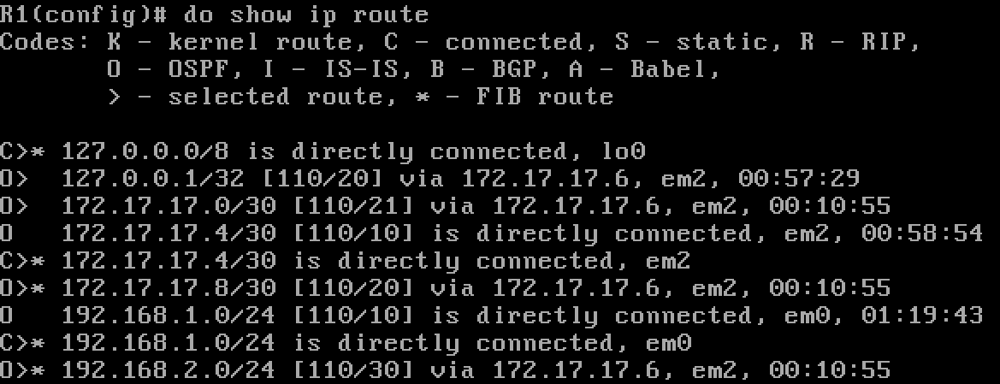 R1(config)# do show ip route
Codes: K - kernel route, C - connected, S - static, R - RIP,
       O - OSPF, I - IS-IS, B - BGP, A - Babel,
       > - selected route, * - FIB route

C>* 127.0.0.0/8 is directly connected, lo0
O>  127.0.0.1/32 [110/20] via 172.17.17.6, em2, 00:57:29
O>  172.17.17.0/30 [110/21] via 172.17.17.6, em2, 00:10:55
O   172.17.17.4/30 [110/10] is directly connected, em2, 00:58:54
C>* 172.17.17.4/30 is directly connected, em2
O>* 172.17.17.8/30 [110/20] via 172.17.17.6, em2, 00:10:55
O   192.168.1.0/24 [110/10] is directly connected, em0, 01:19:43
C>* 192.168.1.0/24 is directly connected, em0
O>* 192.168.2.0/24 [110/30] via 172.17.17.6, em2, 00:10:55